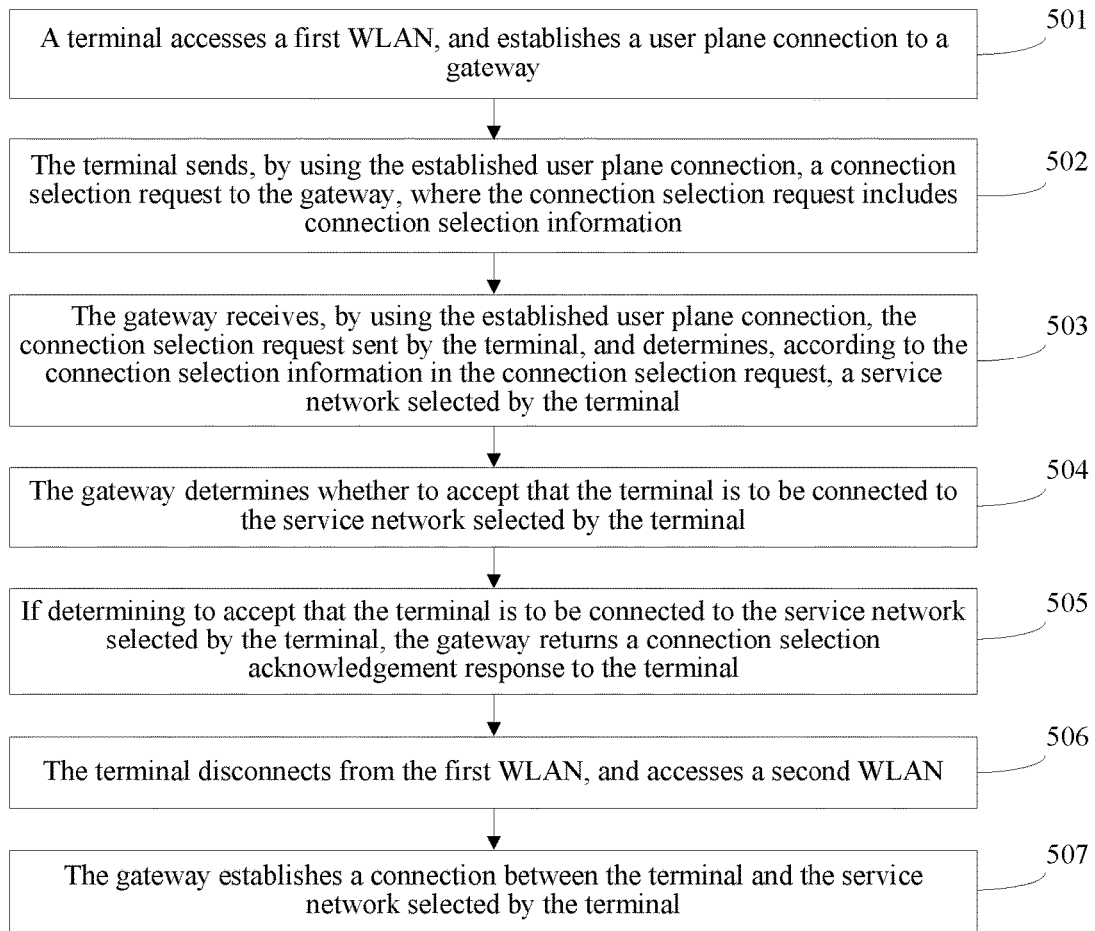 A terminal accesses a first WLAN, and establishes a user plane connection to a
gateway
501
The terminal sends, by using the established user plane connection, a connection
selection request to the gateway, where the connection selection request includes
connection selection information
502
The gateway receives, by using the established user plane connection, the
connection selection request sent by the terminal, and determines, according to the
connection selection information in the connection selection request, a service
network selected by the terminal
503
The gateway determines whether to accept that the terminal is to be connected to
the service network selected by the terminal
504
If determining to accept that the terminal is to be connected to the service network
selected by the terminal, the gateway returns a connection selection
acknowledgement response to the terminal
505
The terminal disconnects from the first WLAN, and accesses a second WLAN
506
The gateway establishes a connection between the terminal and the service
network selected by the terminal
507